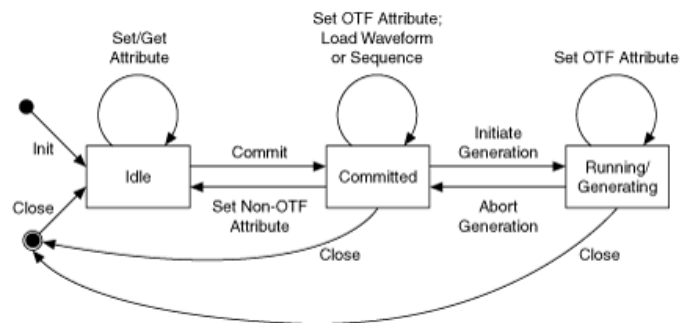 Set/Get
Attribute
Set OTF Attribute;
Load Waveform
or Sequence
Set OTF Attribute
Init
Idle
Commit
Committed
Initiate
Generation
Running/
Generating
Close
Set Non-OTF
Attribute
Abort
Generation
Close
Close